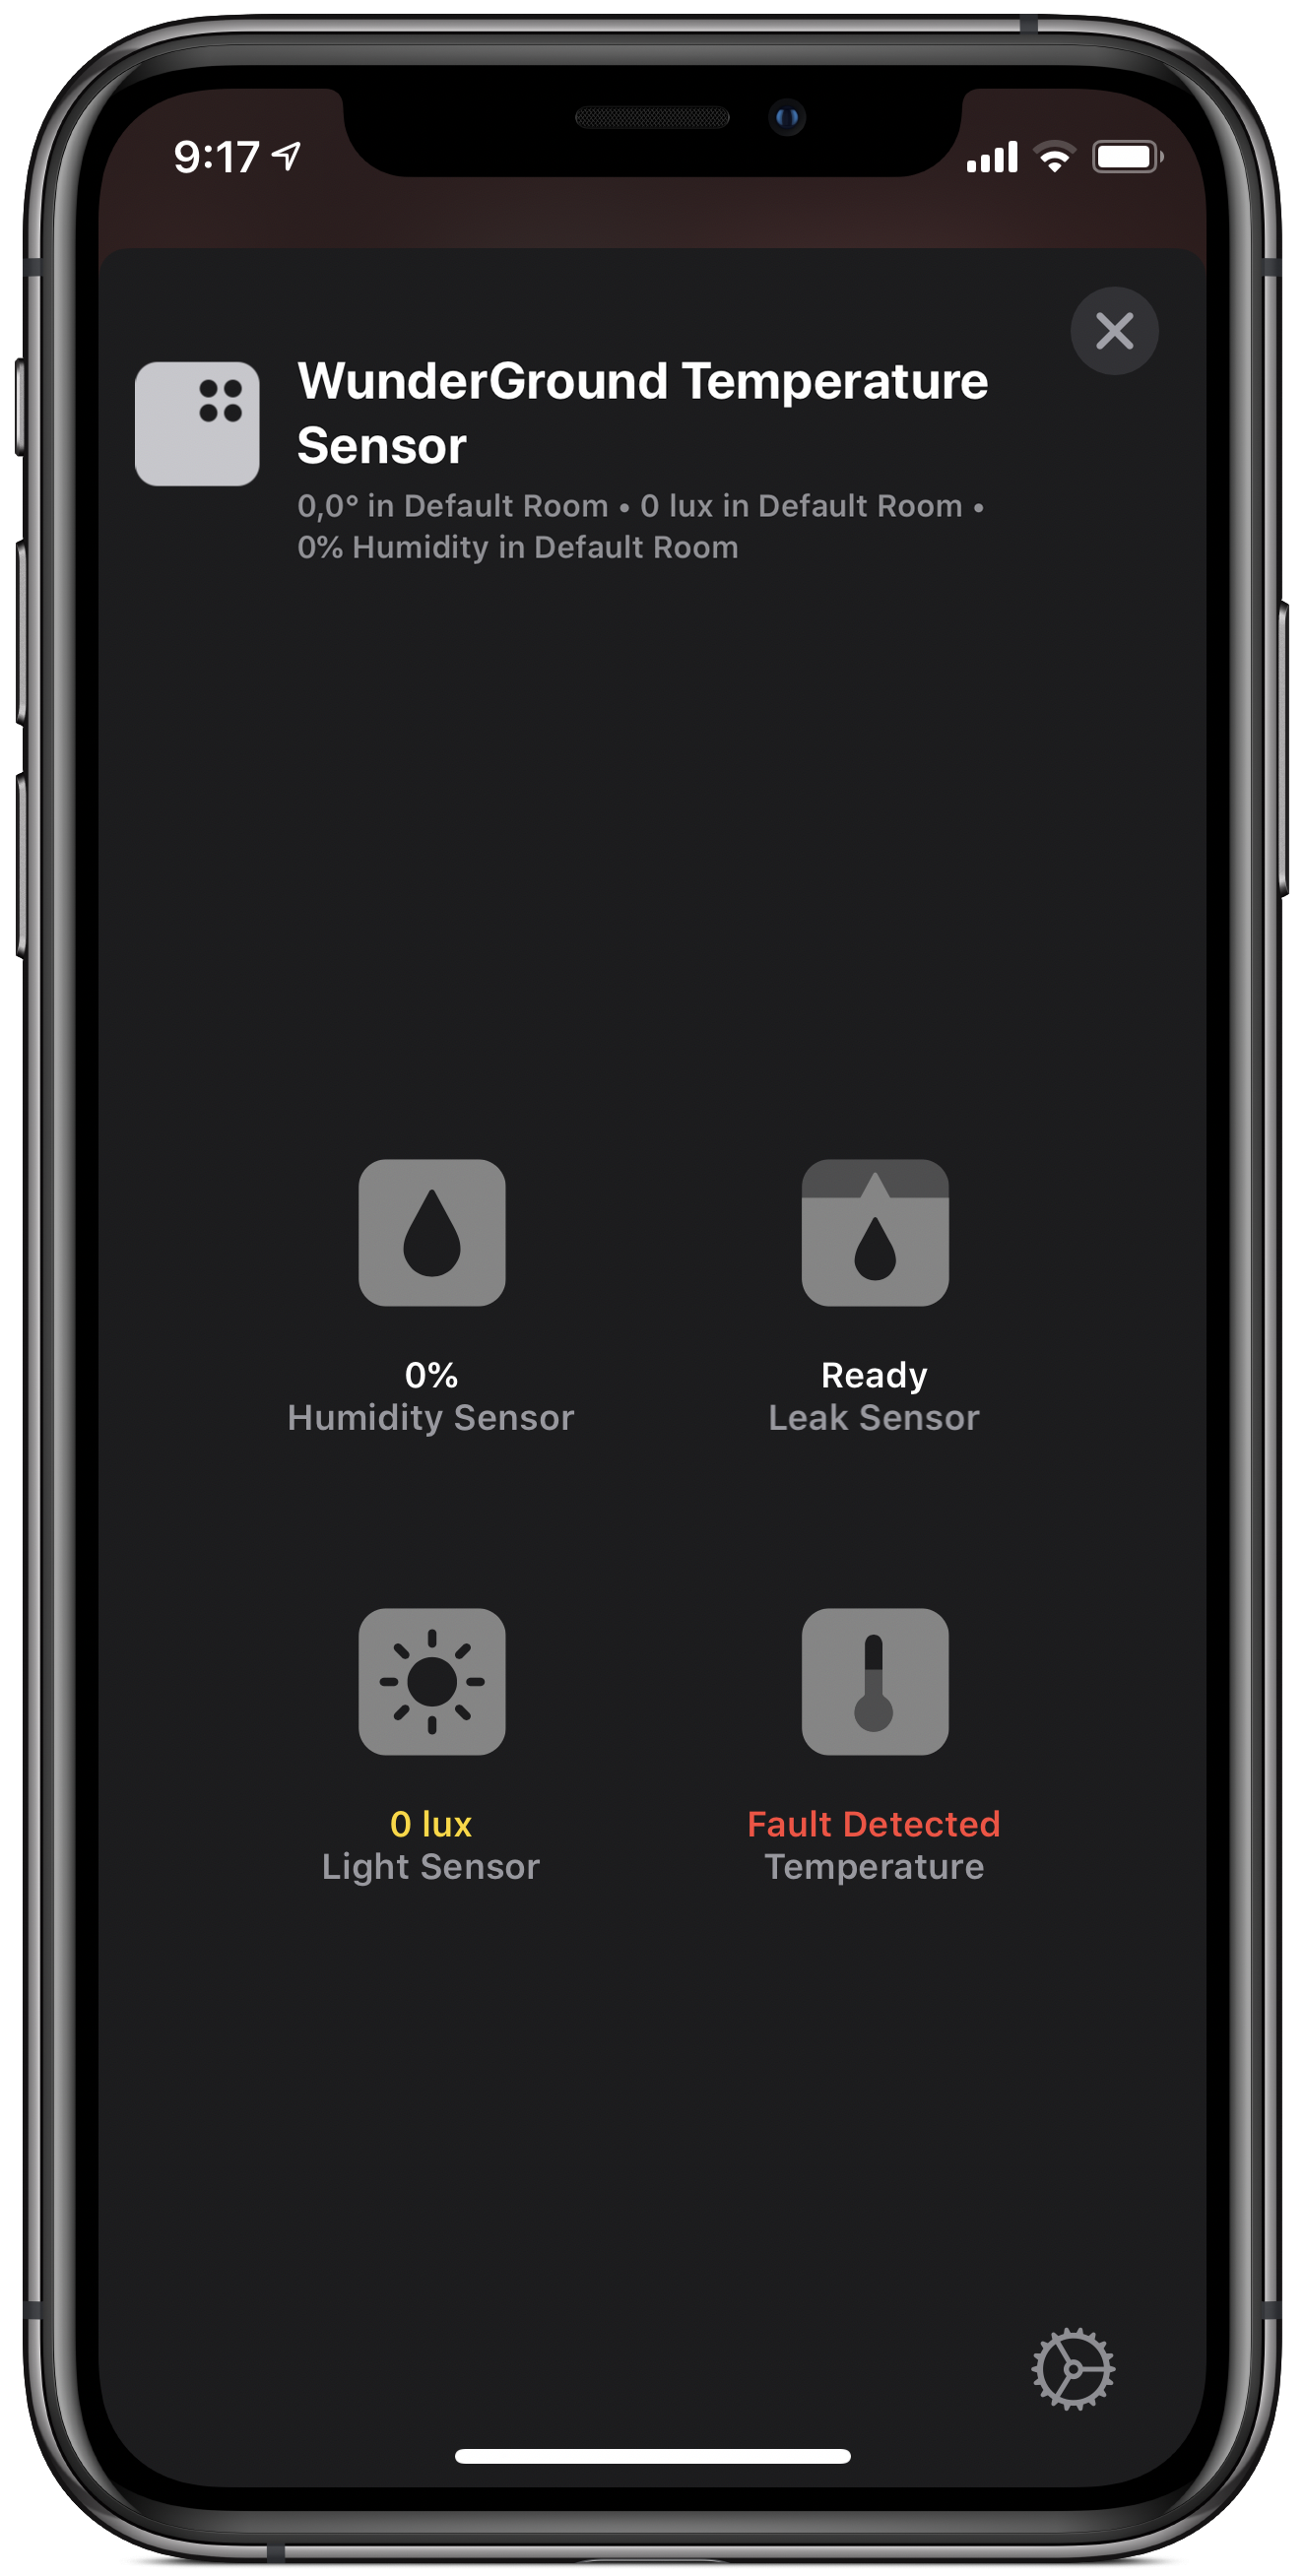 9:17
WunderGround Temperature
Sensor
0,0° in Default Room • 0 lux in Default Room •
0% Humidity in Default Room
0%
Humidity Sensor
Ready
Leak Sensor
0 lux
Light Sensor
Fault Detected
Temperature